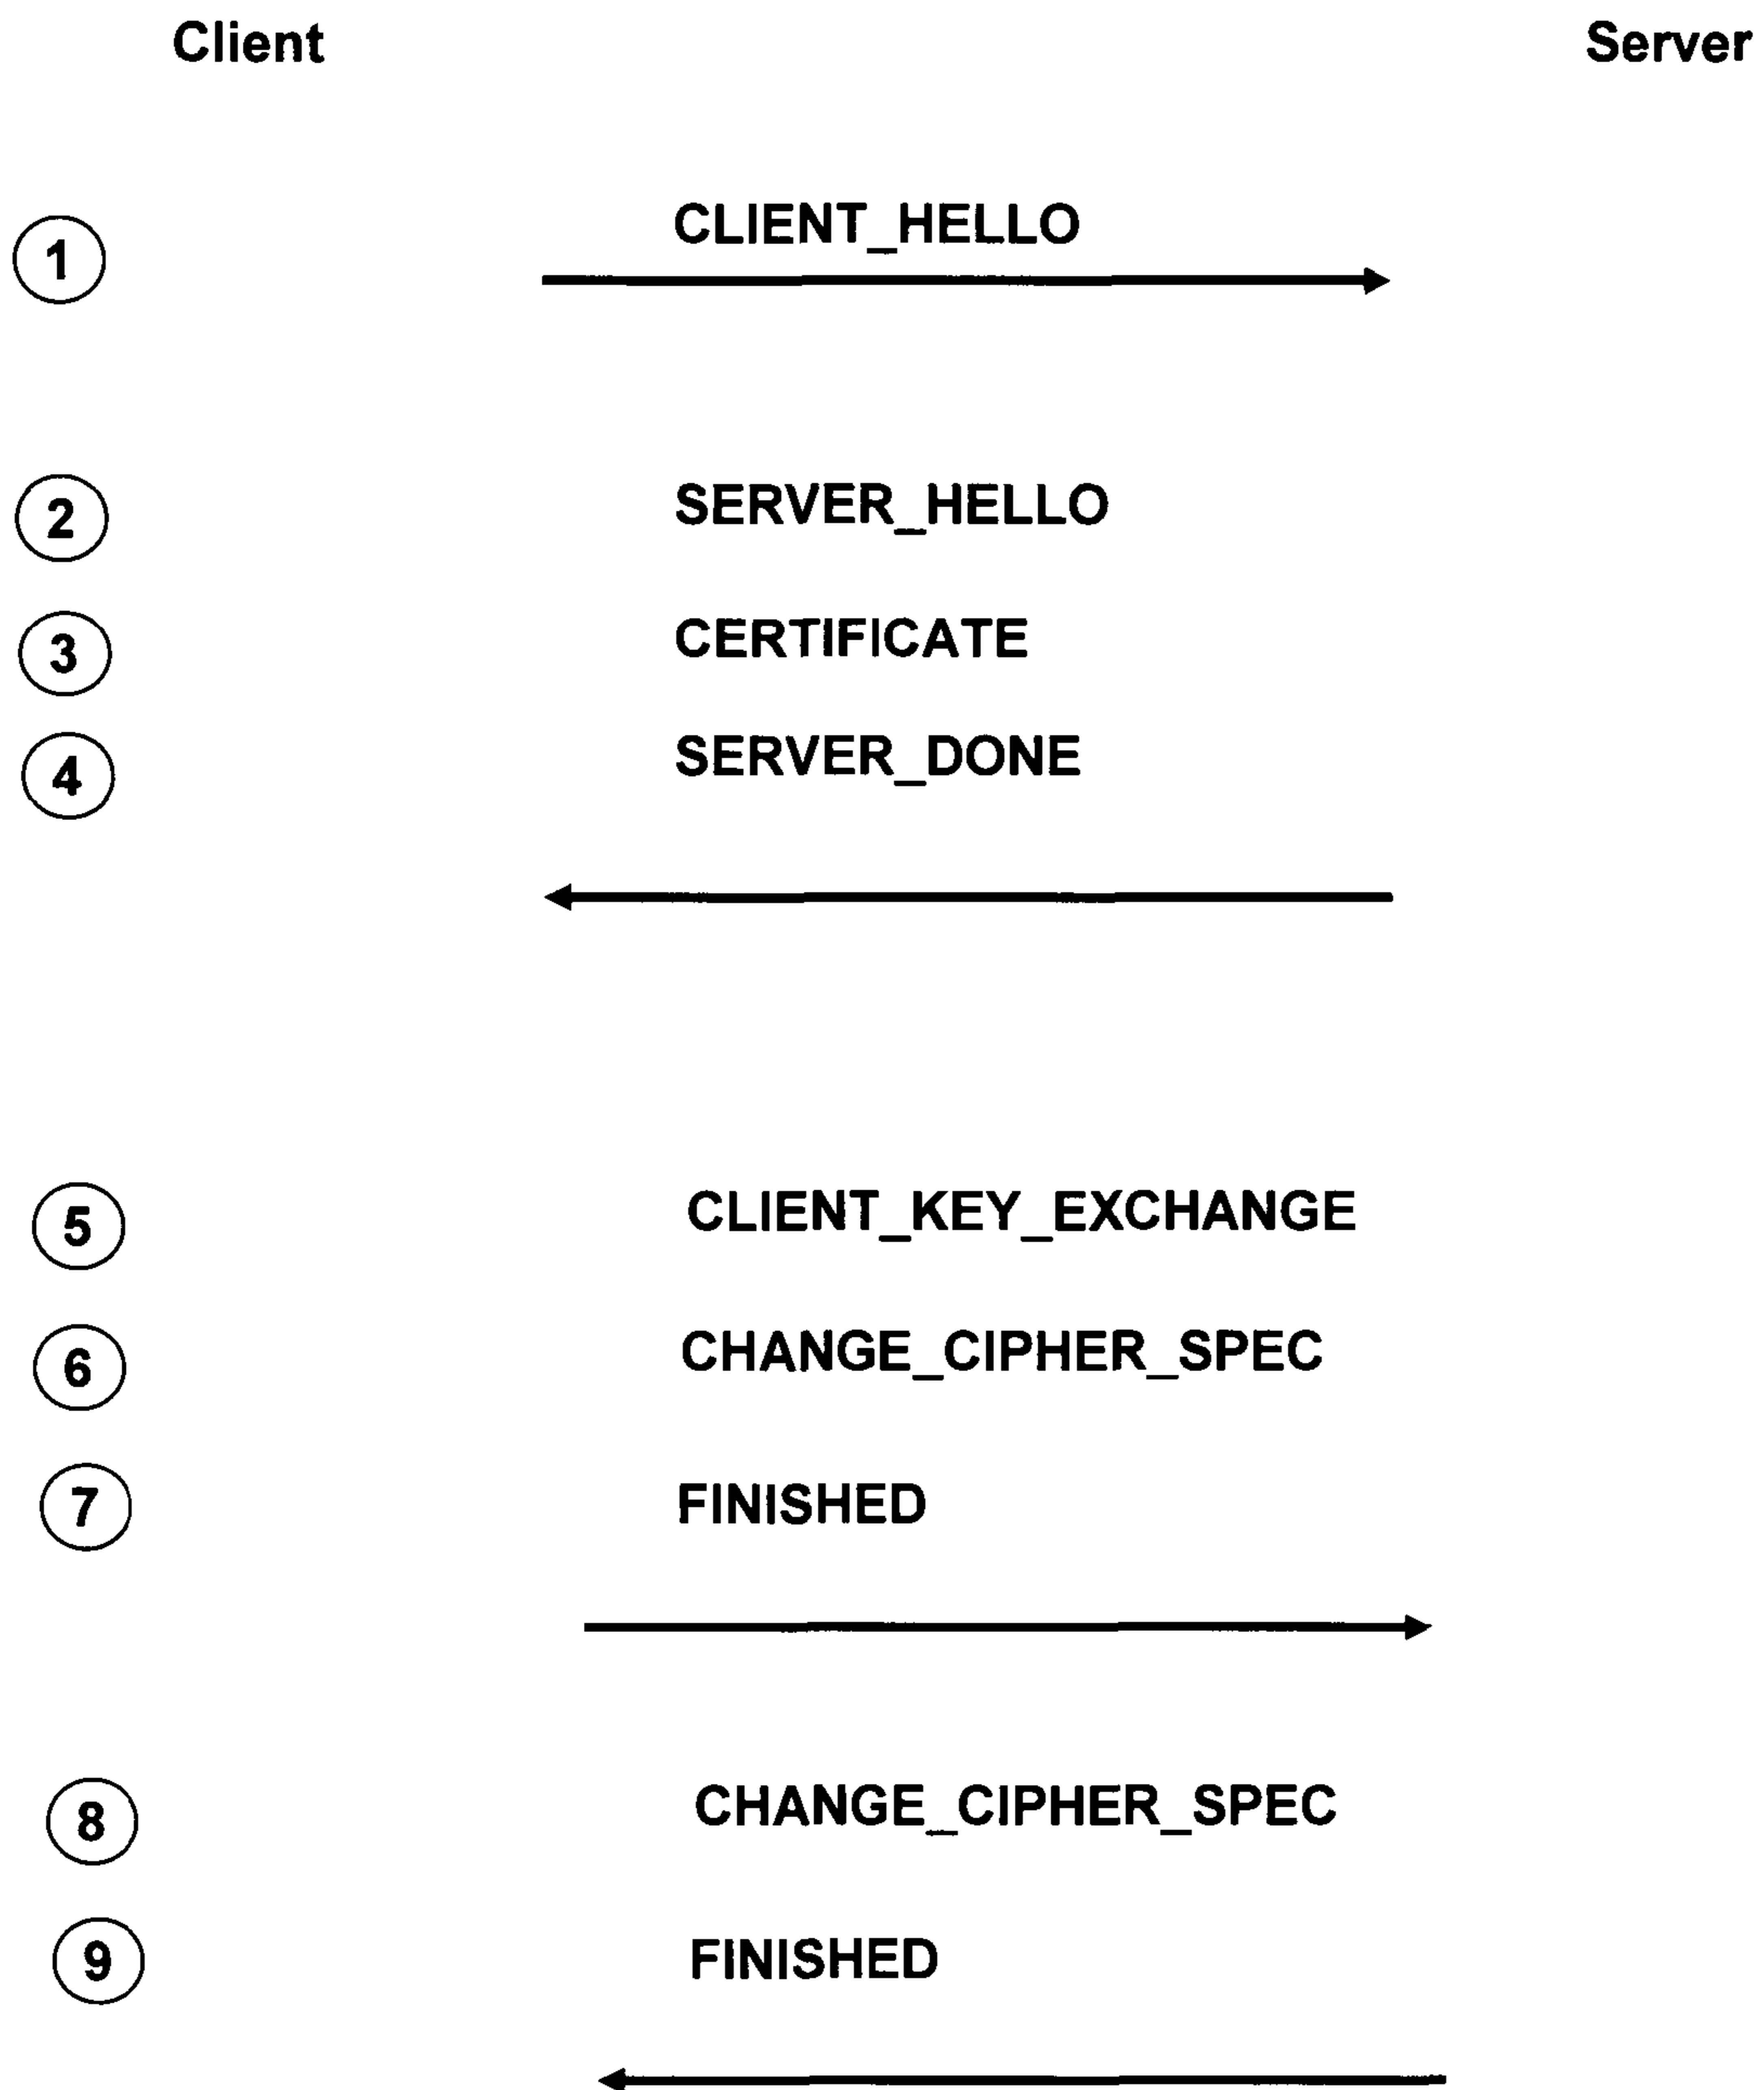 Client Server
1 CLIENT_HELLO
2 SERVER_HELLO
3 CERTIFICATE
4 SERVER_DONE
5 CLIENT_KEY_EXCHANGE
6 CHANGE_CIPHER_SPEC
7 FINISHED
8 CHANGE_CIPHER_SPEC
9 FINISHED